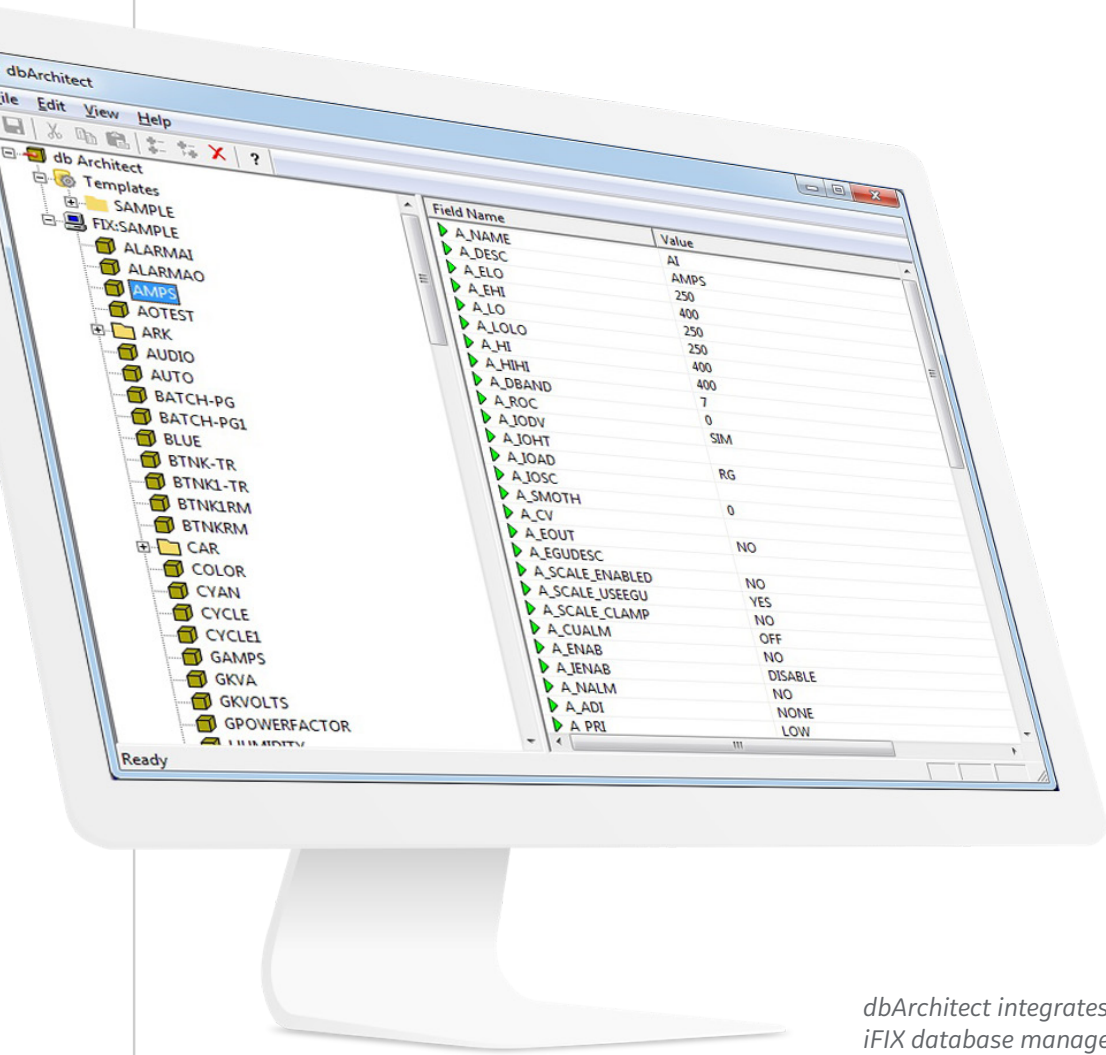 dbArchitect
ile Edit View Help
?
db Architect
Templates
SAMPLE
FIX:SAMPLE
ALARMAI
ALARMAO
AMPS
AOTEST
ARK
AUDIO
AUTO
BATCH-PG
BATCH-PG1
BLUE
BTNK-TR
BTNK1-TR
BTNK1RM
BTNKRM
CAR
COLOR
CYAN
CYCLE
CYCLE1
GAMPS
GKVA
GKVOLTS
GPOWERFACTOR
HUMIDITY
Field Name Value
A_NAME AI
A_DESC AMPS
A_ELO 250
A_EHI 400
A_LO 250
A_LOLO 250
A_HI 400
A_HIHI 400
A_DBAND 7
A_ROC 0
A_IODV SIM
A_IOHT
A_IOAD RG
A_IOSC
A_SMOTH 0
A_CV
A_EOUT NO
A_EGUDESC
A_SCALE_ENABLED NO
A_SCALE_USEEGU YES
A_SCALE_CLAMP NO
A_CUALM OFF
A_ENAB NO
A_IENAB DISABLE
A_NALM NO
A_ADI NONE
A_PRI LOW
Ready
dbArchitect integrates
iFIX database manage